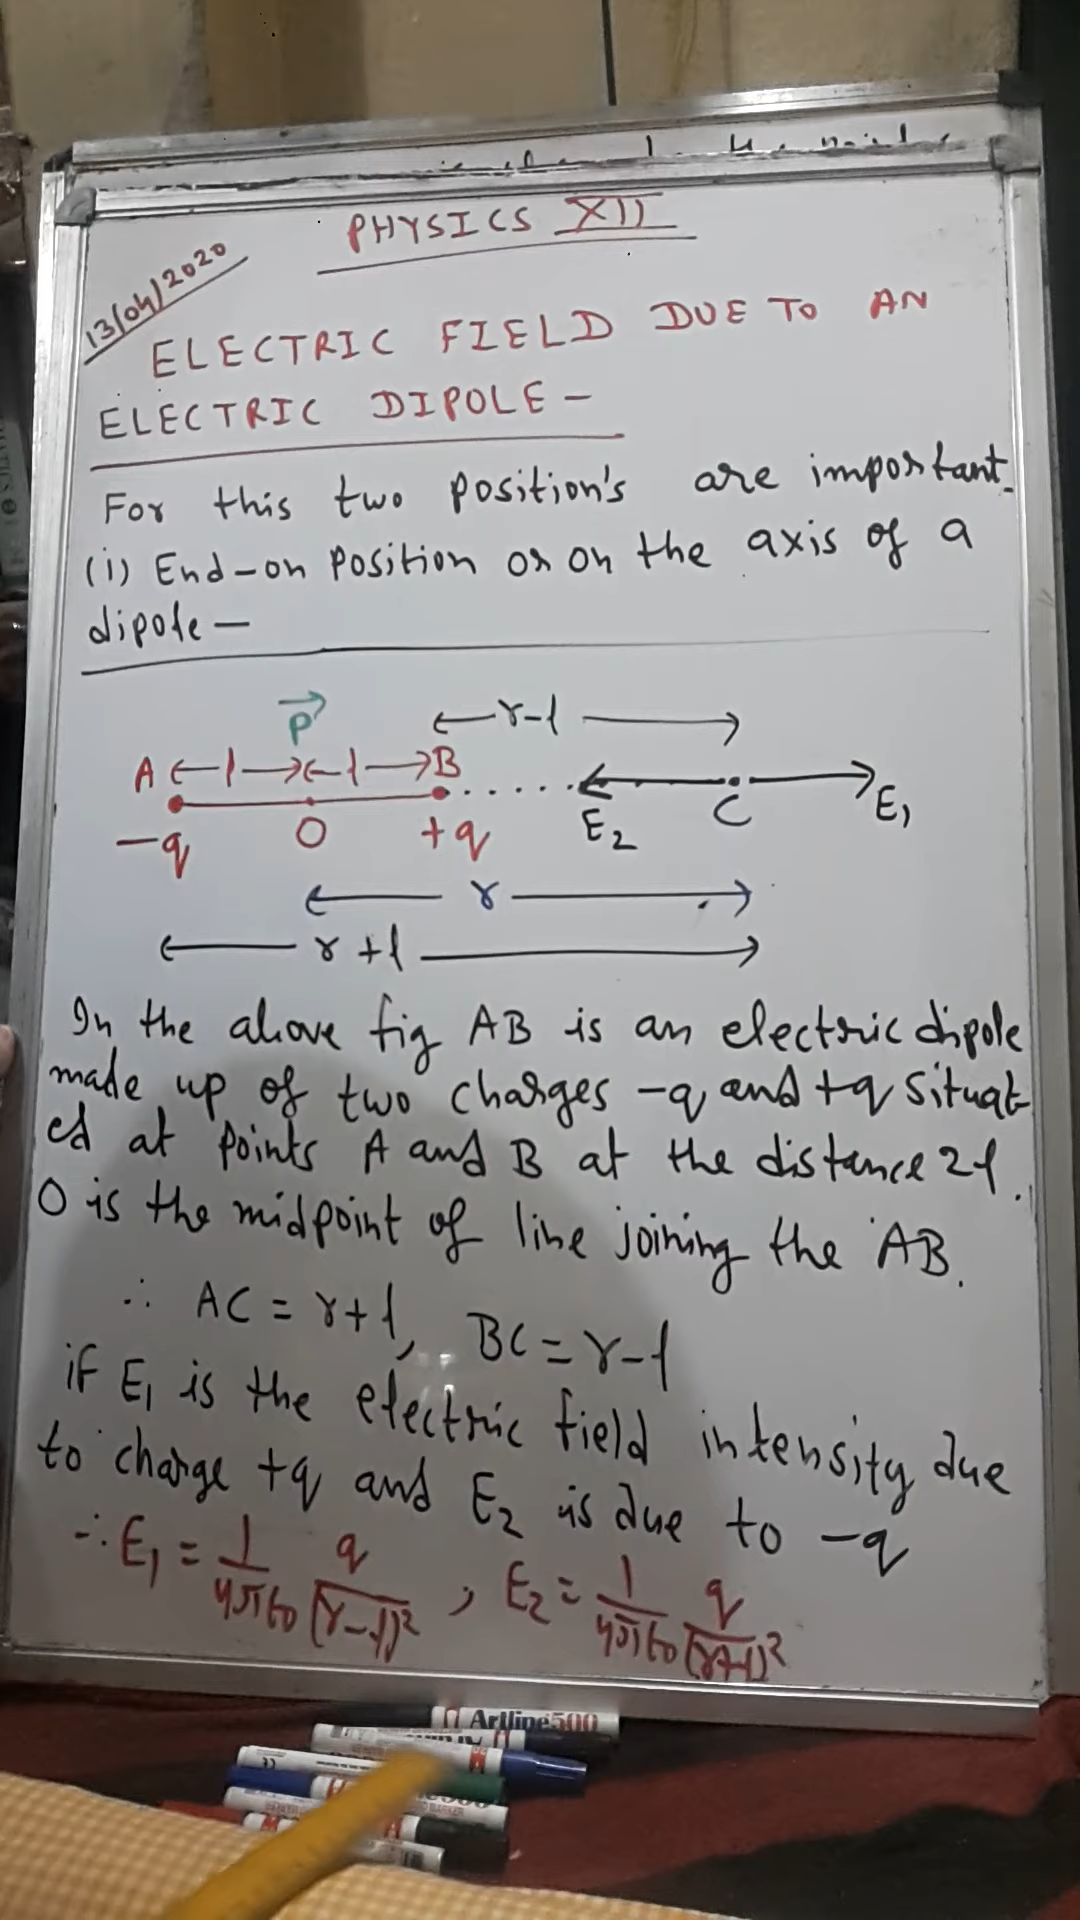 PHYSICS XII
13/04/2020
ELECTRIC FIELD DUE TO AN
ELECTRIC DIPOLE -
For this two position's are important.
(i) End-on position or on the axis of a
dipole -
P
r-l
A l l B
E2 C E1
-q O +q
r
r+l
In the above fig AB is an electric dipole
made up of two charges -q and +q situat-
ed at points A and B at the distance 2l.
O is the midpoint of line joining the AB.
∴ AC = r+l, BC = r-l
if E1 is the electric field intensity due
to charge +q and E2 is due to -q
∴ E1 = 1/4πε0 q/(r-l)², E2 = 1/4πε0 q/(r+l)²
Artline 500